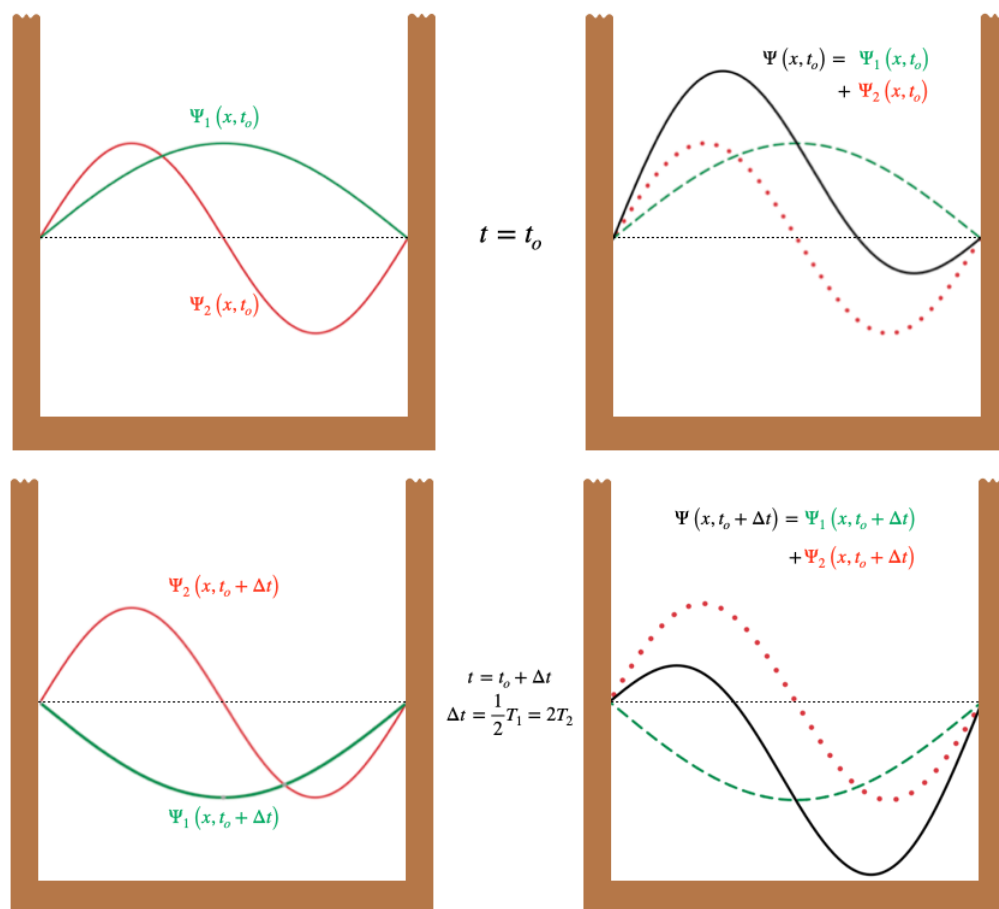 Ψ₁ (x, tₒ)
Ψ₂ (x, tₒ)
t = tₒ
Ψ (x, tₒ) = Ψ₁ (x, tₒ)
+ Ψ₂ (x, tₒ)
Ψ₂ (x, tₒ + Δt)
Ψ₁ (x, tₒ + Δt)
t = tₒ + Δt
Δt = 1/2 T₁ = 2T₂
Ψ (x, tₒ + Δt) = Ψ₁ (x, tₒ + Δt)
+Ψ₂ (x, tₒ + Δt)